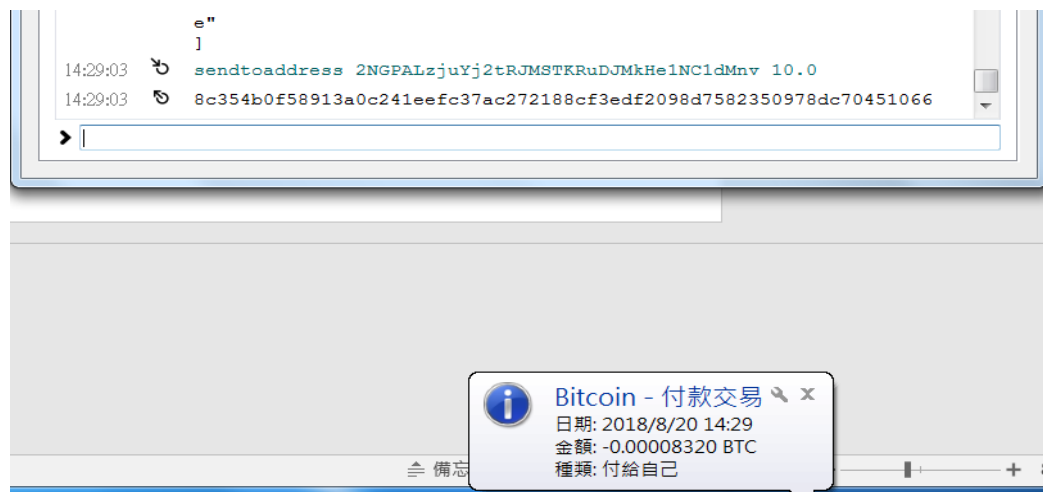 e"
]
14:29:03 sendtoaddress 2NGPALzjuYj2tRJMSTKRuDJMkHe1NC1dMnv 10.0
14:29:03 8c354b0f58913a0c241eefc37ac272188cf3edf2098d7582350978dc70451066
Bitcoin - 付款交易
日期: 2018/8/20 14:29
金額: -0.00008320 BTC
種類: 付給自己
備忘